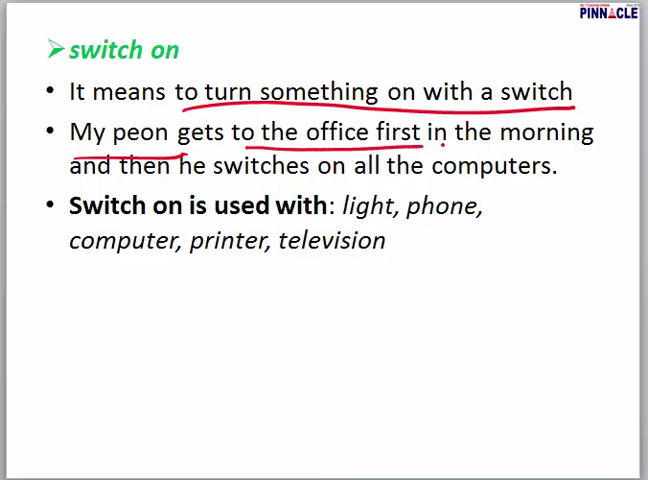 PINNACLE
➢switch on
• It means to turn something on with a switch
• My peon gets to the office first in the morning
and then he switches on all the computers.
• Switch on is used with: light, phone,
computer, printer, television